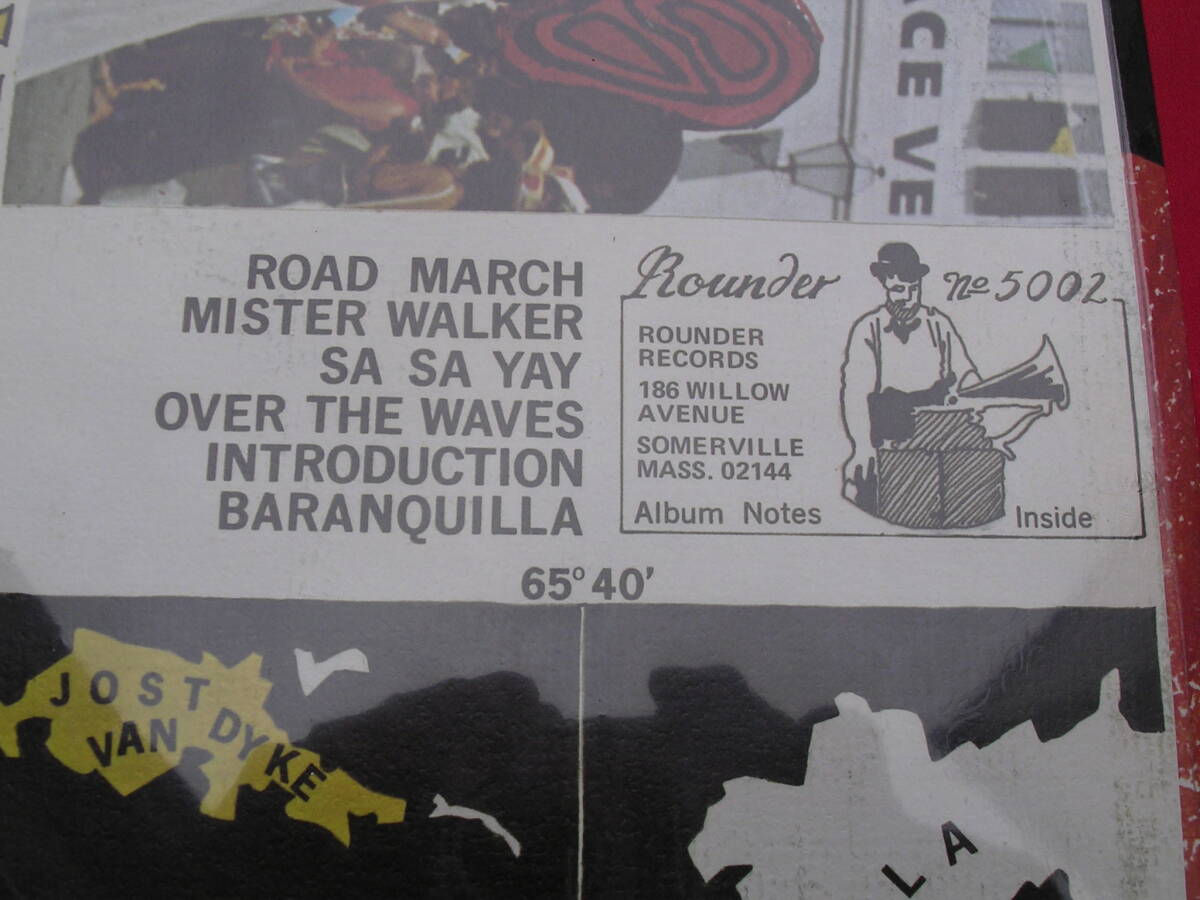 CE VE
ROAD MARCH
MISTER WALKER
SA SA YAY
OVER THE WAVES
INTRODUCTION
BARANQUILLA
Rounder No 5002
ROUNDER
RECORDS
186 WILLOW
AVENUE
SOMERVILLE
MASS. 02144
Album Notes Inside
65° 40'
JOST
VAN DYKE
LA